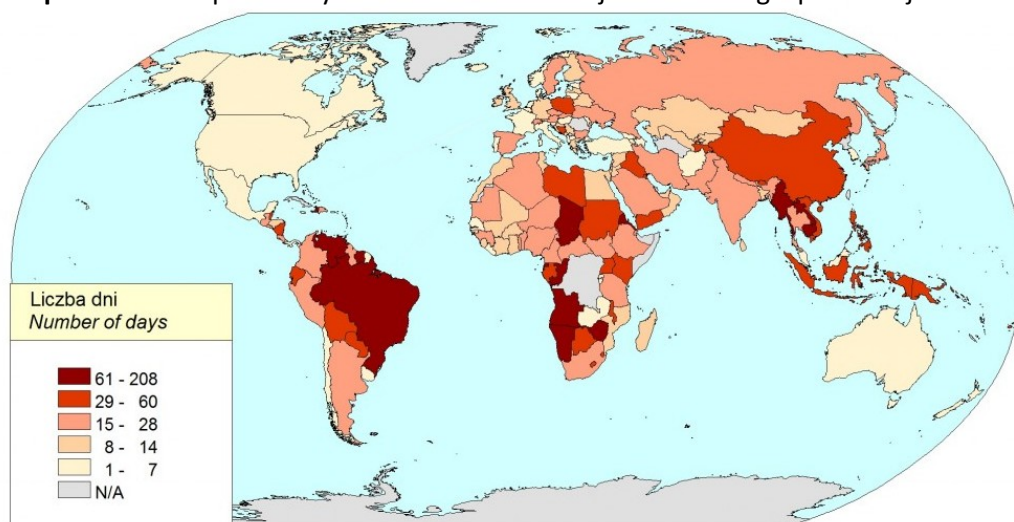 Liczba dni
Number of days
61 - 208
29 - 60
15 - 28
8 - 14
1 - 7
N/A